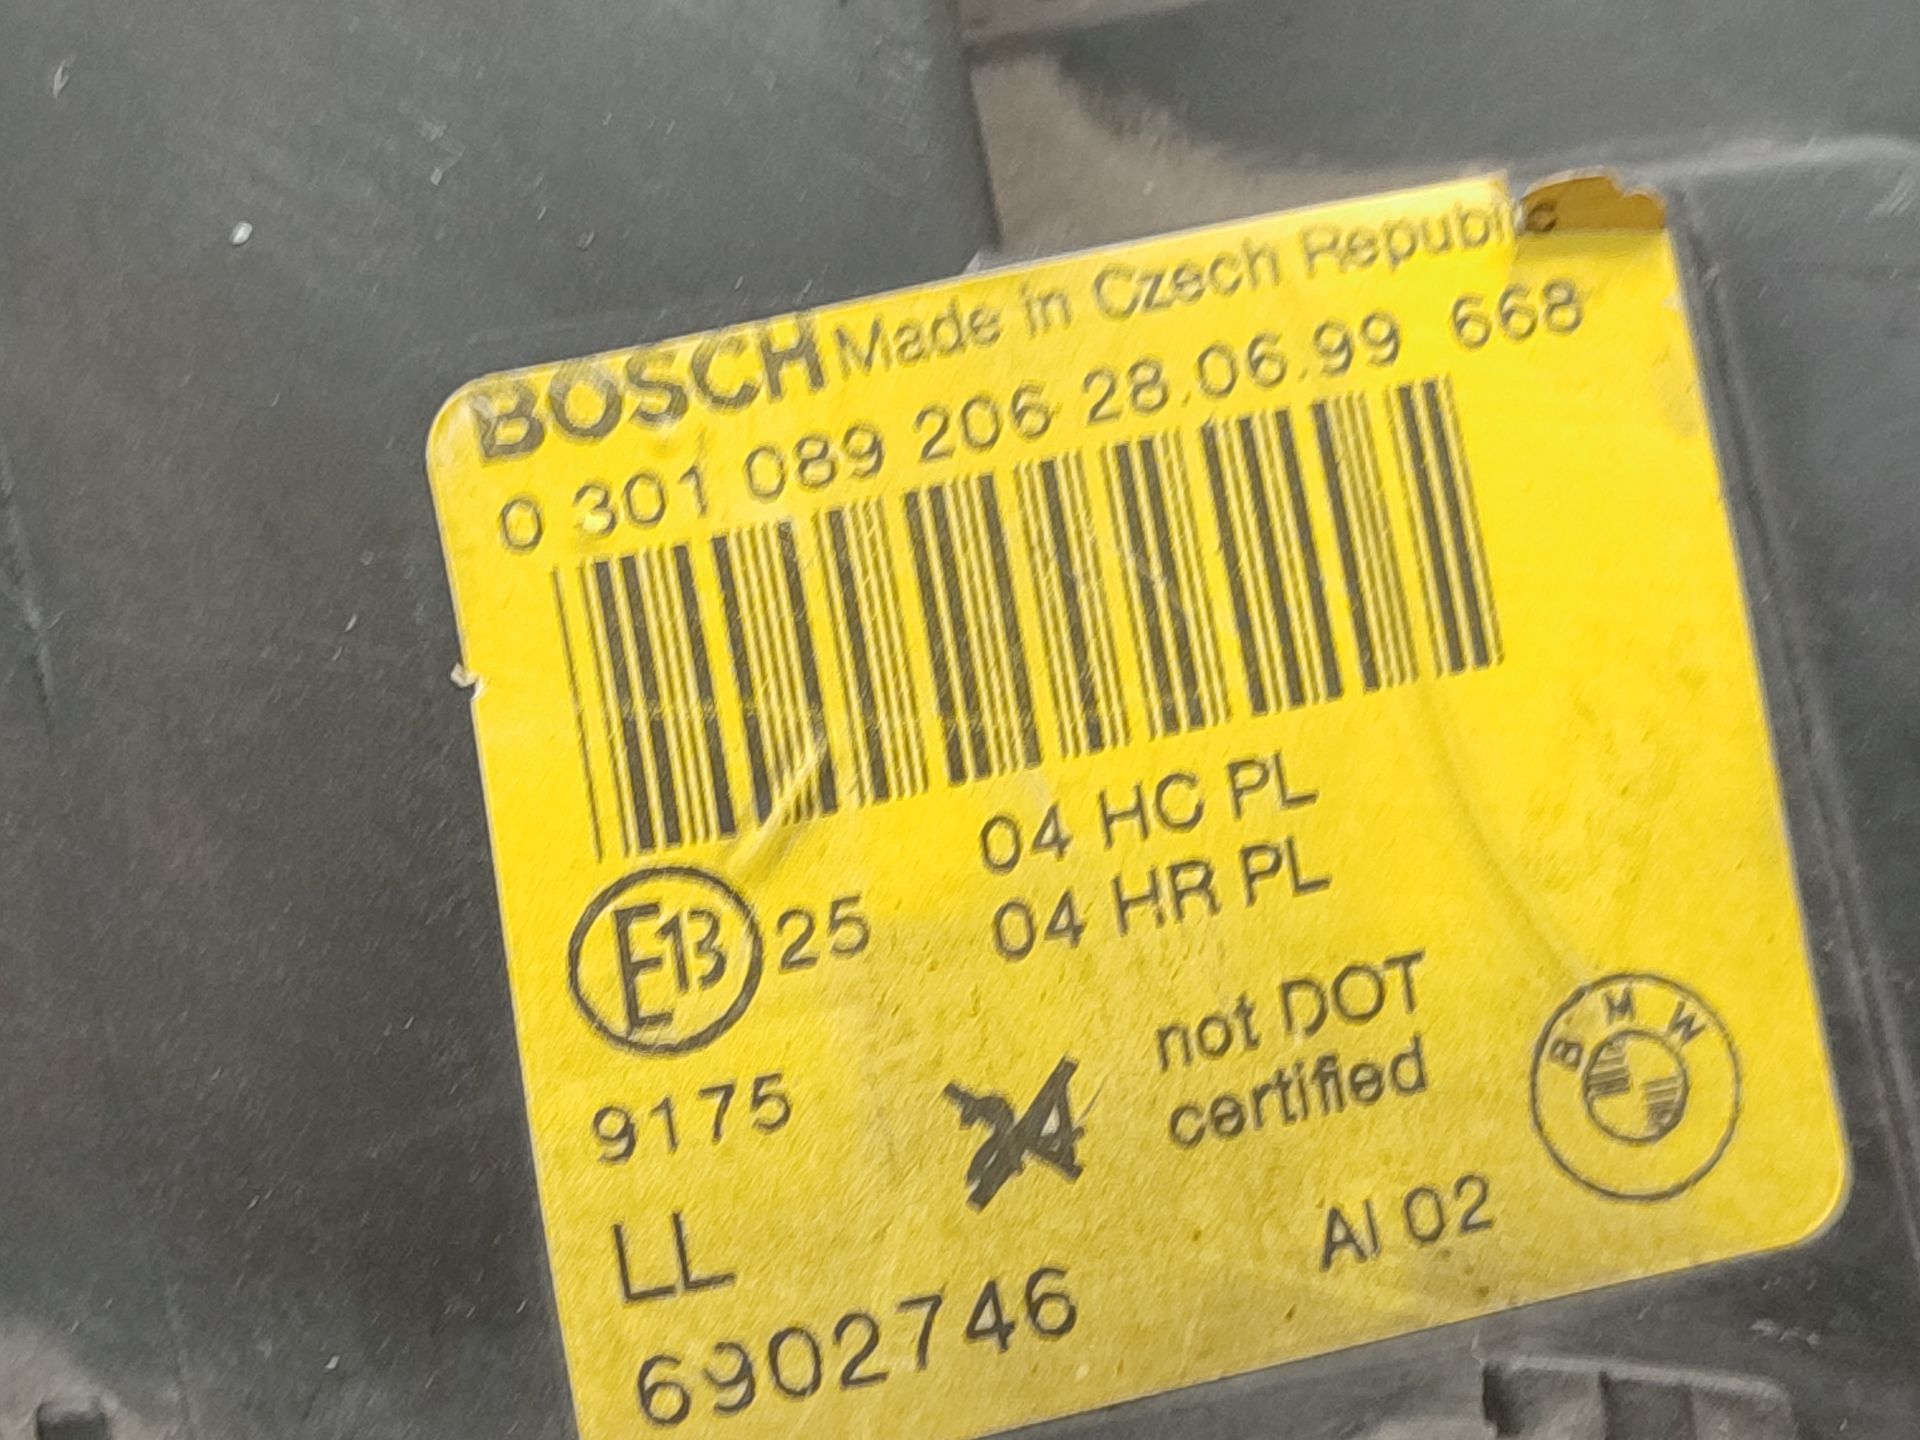 BOSCH Made in Czech Republic
0 301 089 206 28.06.99 668
04 HC PL
04 HR PL
E13 25
not DOT
certified
9175
BMW
LL
AI 02
6902746